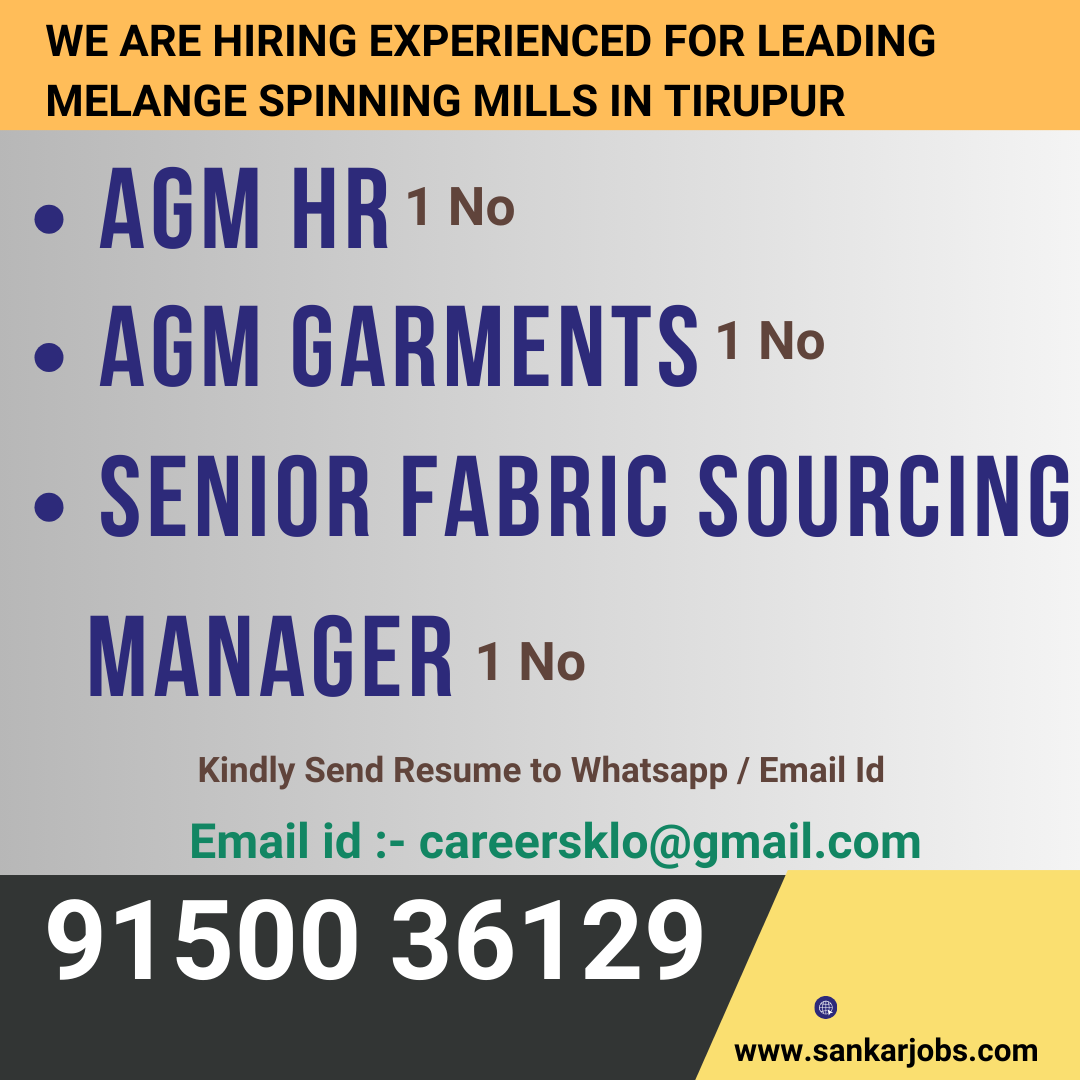 WE ARE HIRING EXPERIENCED FOR LEADING
MELANGE SPINNING MILLS IN TIRUPUR
• AGM HR 1 No
• AGM GARMENTS 1 No
• SENIOR FABRIC SOURCING
MANAGER 1 No
Kindly Send Resume to Whatsapp / Email Id
Email id :- careersklo@gmail.com
91500 36129
www.sankarjobs.com